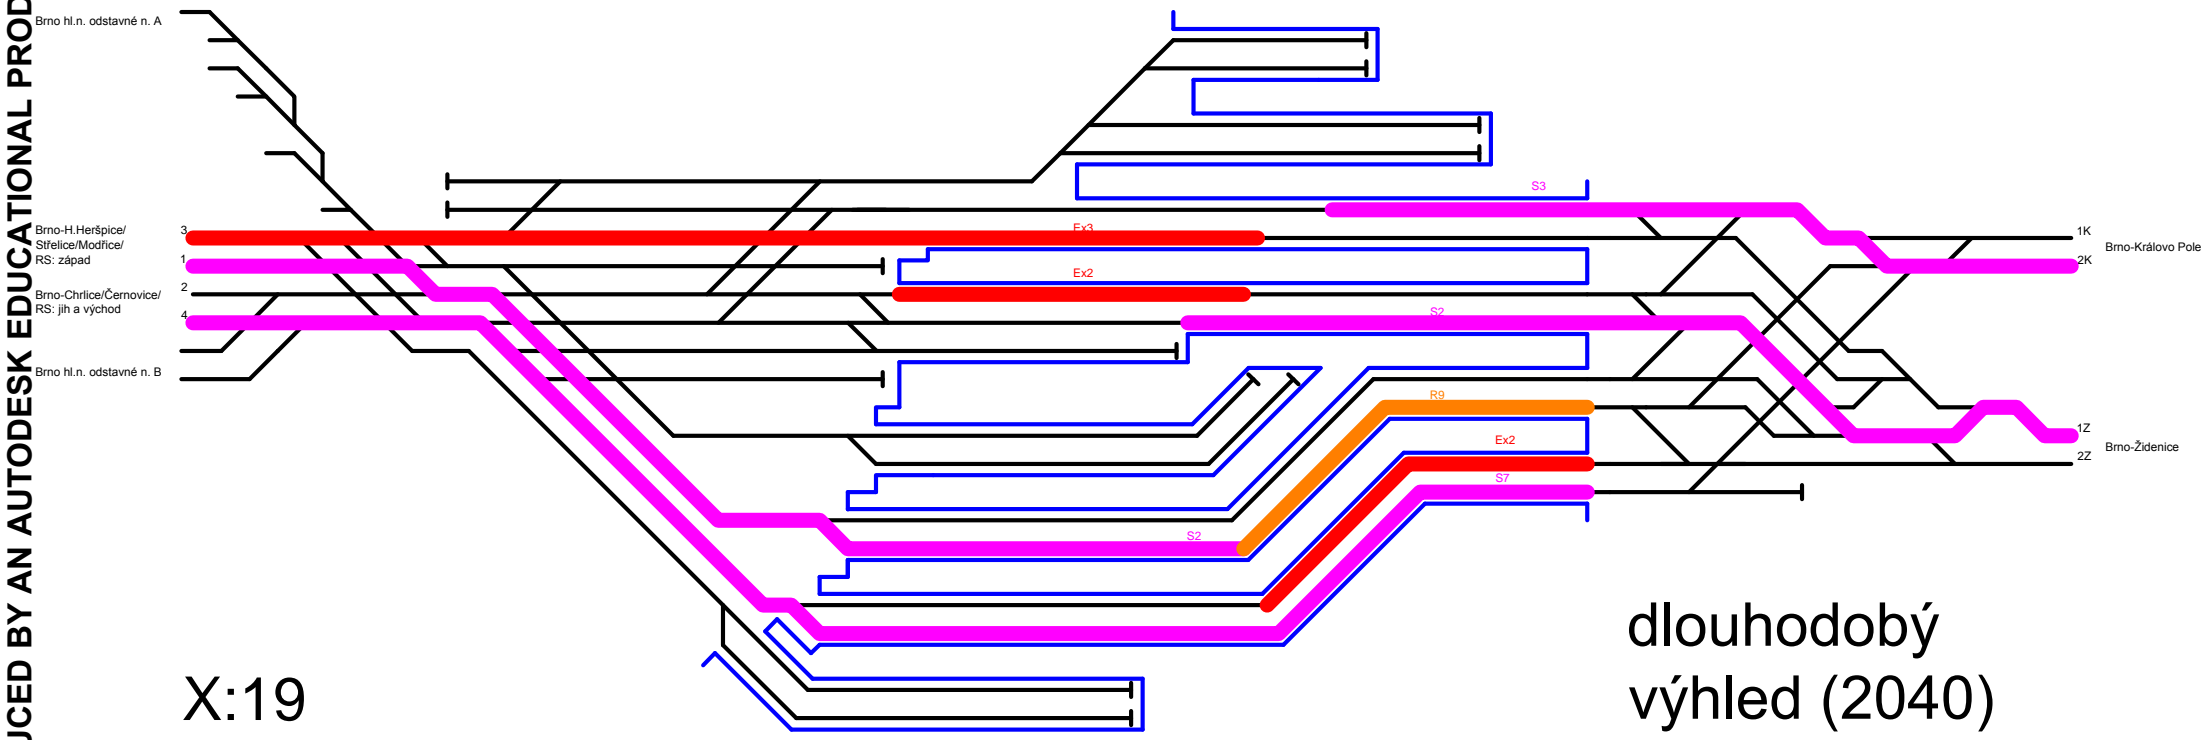 UCED BY AN AUTODESK EDUCATIONAL PROD
Brno hl.n. odstavné n. A
Brno-H.Heršpice/
Střelice/Modřice/
RS: západ
3
1
Brno-Chrlice/Černovice/
RS: jih a východ
2
4
Brno hl.n. odstavné n. B
S3
Ex3
Ex2
S2
R9
Ex2
S7
S2
1K
Brno-Královo Pole
2K
1Z
Brno-Židenice
2Z
X:19
dlouhodobý
výhled (2040)